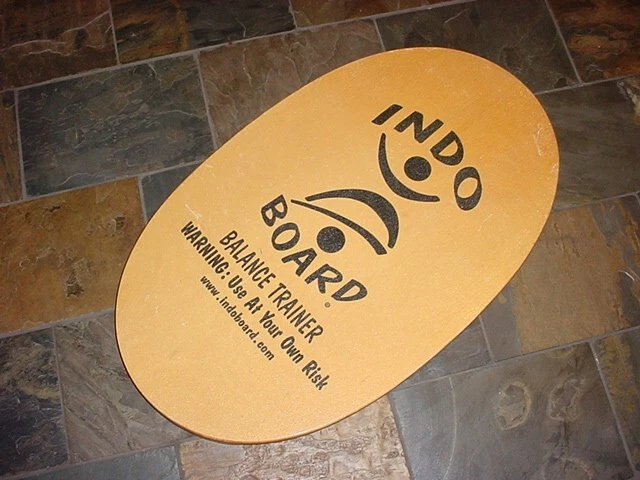 INDO
BOARD®
BALANCE TRAINER
WARNING: Use At Your Own Risk
www.indoboard.com